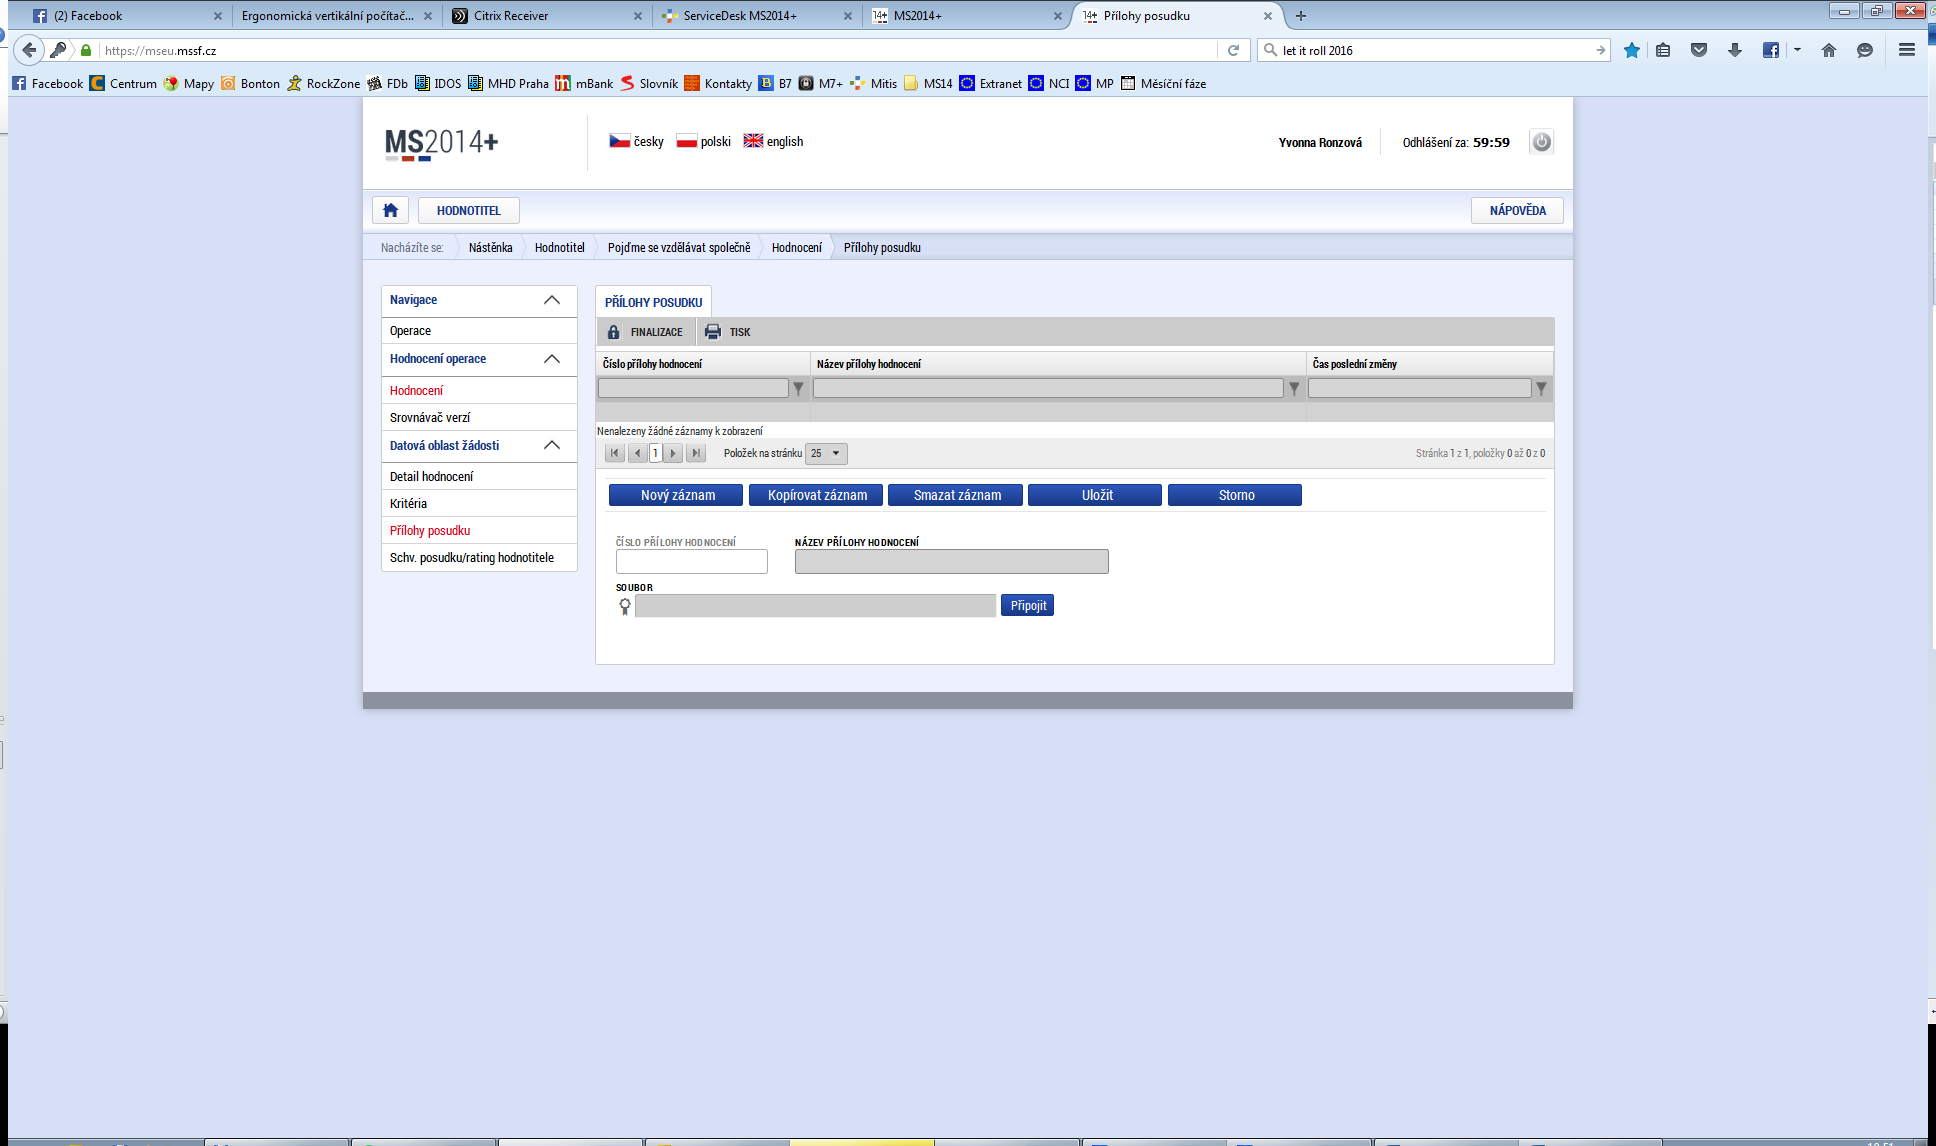 (2) Facebook
Ergonomická vertikální počítač...
Citrix Receiver
ServiceDesk MS2014+
14+ MS2014+
14+ Přílohy posudku
https://mseu.mssf.cz
let it roll 2016
Facebook Centrum Mapy Bonton RockZone FDb IDOS MHD Praha mBank Slovník Kontakty B7 M7+ Mitis MS14 Extranet NCI MP Měsíční fáze
MS2014+
česky polski english
Yvonna Ronzová
Odhlášení za: 59:59
HODNOTITEL
NÁPOVĚDA
Nacházíte se: Nástěnka Hodnotitel Pojďme se vzdělávat společně Hodnocení Přílohy posudku
Navigace
Operace
Hodnocení operace
Hodnocení
Srovnávač verzí
Datová oblast žádosti
Detail hodnocení
Kritéria
Přílohy posudku
Schv. posudku/rating hodnotitele
PŘÍLOHY POSUDKU
FINALIZACE TISK
Číslo přílohy hodnocení Název přílohy hodnocení Čas poslední změny
Nenalezeny žádné záznamy k zobrazení
1 Položek na stránku 25 Stránka 1 z 1, položky 0 až 0 z 0
Nový záznam Kopírovat záznam Smazat záznam Uložit Storno
ČÍSLO PŘÍLOHY HODNOCENÍ NÁZEV PŘÍLOHY HODNOCENÍ
SOUBOR
Připojit